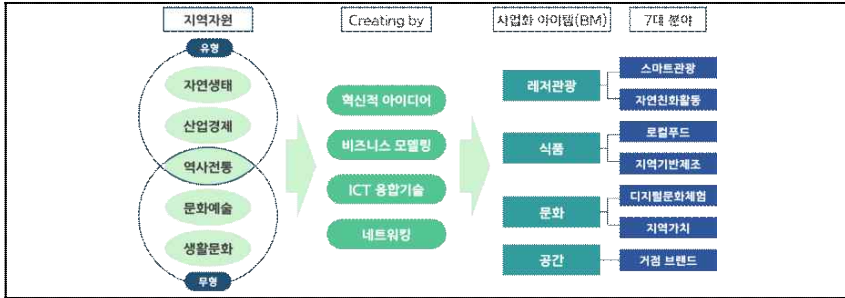 지역자원
Creating by
사업화 아이템(BM)
7대 분야
유형
자연생태
산업경제
역사전통
문화예술
생활문화
무형
혁신적 아이디어
비즈니스 모델링
ICT 융합기술
네트워킹
레저관광
스마트관광
자연친화활동
식품
로컬푸드
지역기반제조
문화
디지털문화체험
지역가치
공간
거점 브랜드